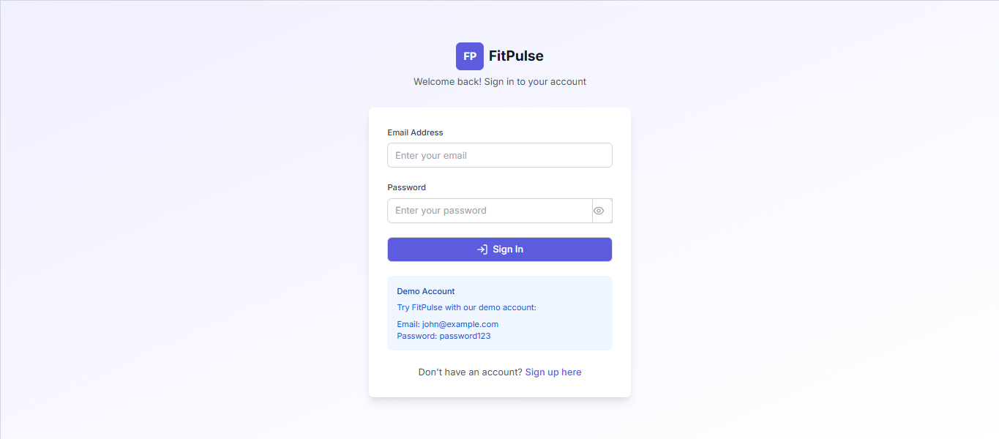 FP FitPulse
Welcome back! Sign in to your account
Email Address
Enter your email
Password
Enter your password
Sign In
Demo Account
Try FitPulse with our demo account:
Email: john@example.com
Password: password123
Don't have an account? Sign up here